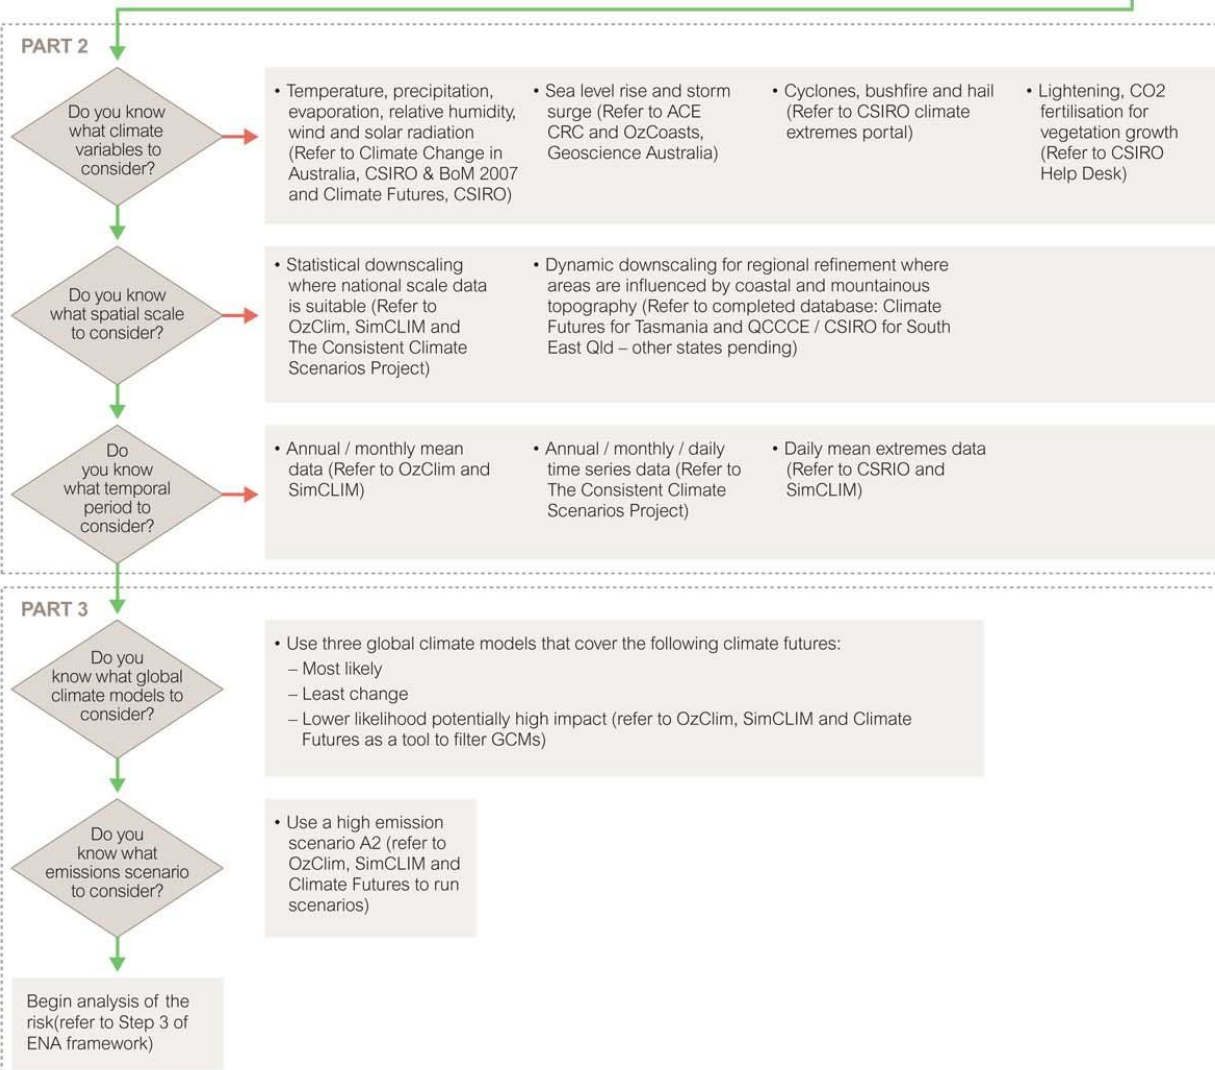 PART 2
Do you know
what climate
variables to
consider?
• Temperature, precipitation,
evaporation, relative humidity,
wind and solar radiation
(Refer to Climate Change in
Australia, CSIRO & BoM 2007
and Climate Futures, CSIRO)
• Sea level rise and storm
surge (Refer to ACE
CRC and OzCoasts,
Geoscience Australia)
• Cyclones, bushfire and hail
(Refer to CSIRO climate
extremes portal)
• Lightening, CO2
fertilisation for
vegetation growth
(Refer to CSIRO
Help Desk)
Do you know
what spatial scale
to consider?
• Statistical downscaling
where national scale data
is suitable (Refer to
OzClim, SimCLIM and
The Consistent Climate
Scenarios Project)
• Dynamic downscaling for regional refinement where
areas are influenced by coastal and mountainous
topography (Refer to completed database: Climate
Futures for Tasmania and QCCCE / CSIRO for South
East Qld – other states pending)
Do
you know
what temporal
period to
consider?
• Annual / monthly mean
data (Refer to OzClim and
SimCLIM)
• Annual / monthly / daily
time series data (Refer to
The Consistent Climate
Scenarios Project)
• Daily mean extremes data
(Refer to CSRIO and
SimCLIM)
PART 3
Do you
know what global
climate models to
consider?
• Use three global climate models that cover the following climate futures:
– Most likely
– Least change
– Lower likelihood potentially high impact (refer to OzClim, SimCLIM and Climate
Futures as a tool to filter GCMs)
Do you
know what
emissions scenario
to consider?
• Use a high emission
scenario A2 (refer to
OzClim, SimCLIM and
Climate Futures to run
scenarios)
Begin analysis of the
risk(refer to Step 3 of
ENA framework)